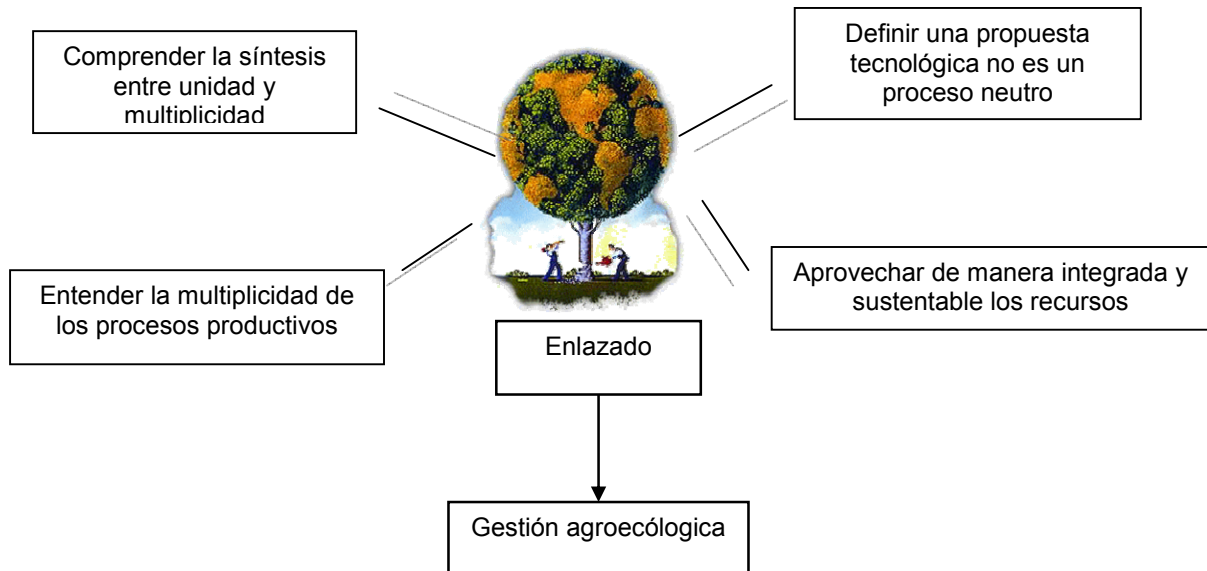 Comprender la síntesis
entre unidad y
multiplicidad
Definir una propuesta
tecnológica no es un
proceso neutro
Entender la multiplicidad de
los procesos productivos
Aprovechar de manera integrada y
sustentable los recursos
Enlazado
Gestión agroecólogica